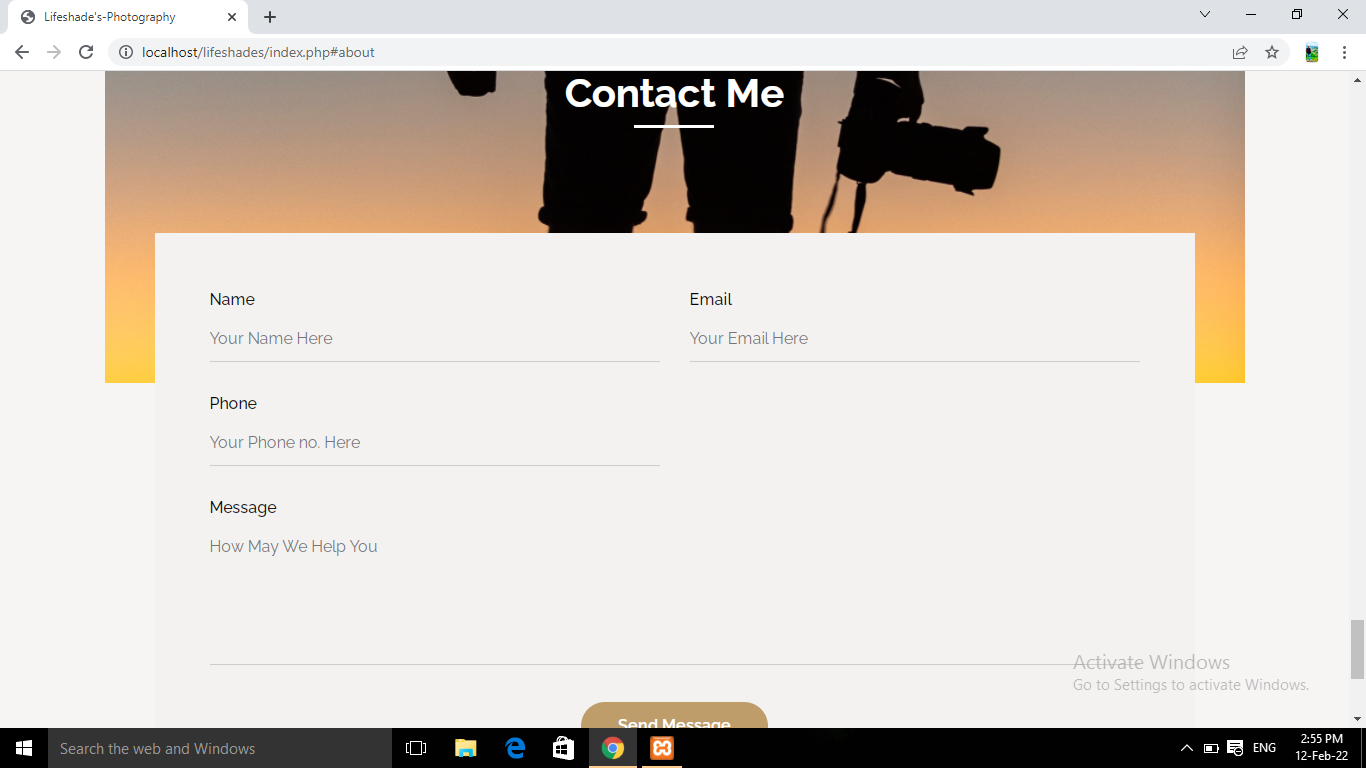 Lifeshade's-Photography
localhost/lifeshades/index.php#about
Contact Me
Name
Email
Your Name Here
Your Email Here
Phone
Your Phone no. Here
Message
How May We Help You
Activate Windows
Go to Settings to activate Windows.
Send Message
Search the web and Windows
ENG
2:55 PM
12-Feb-22